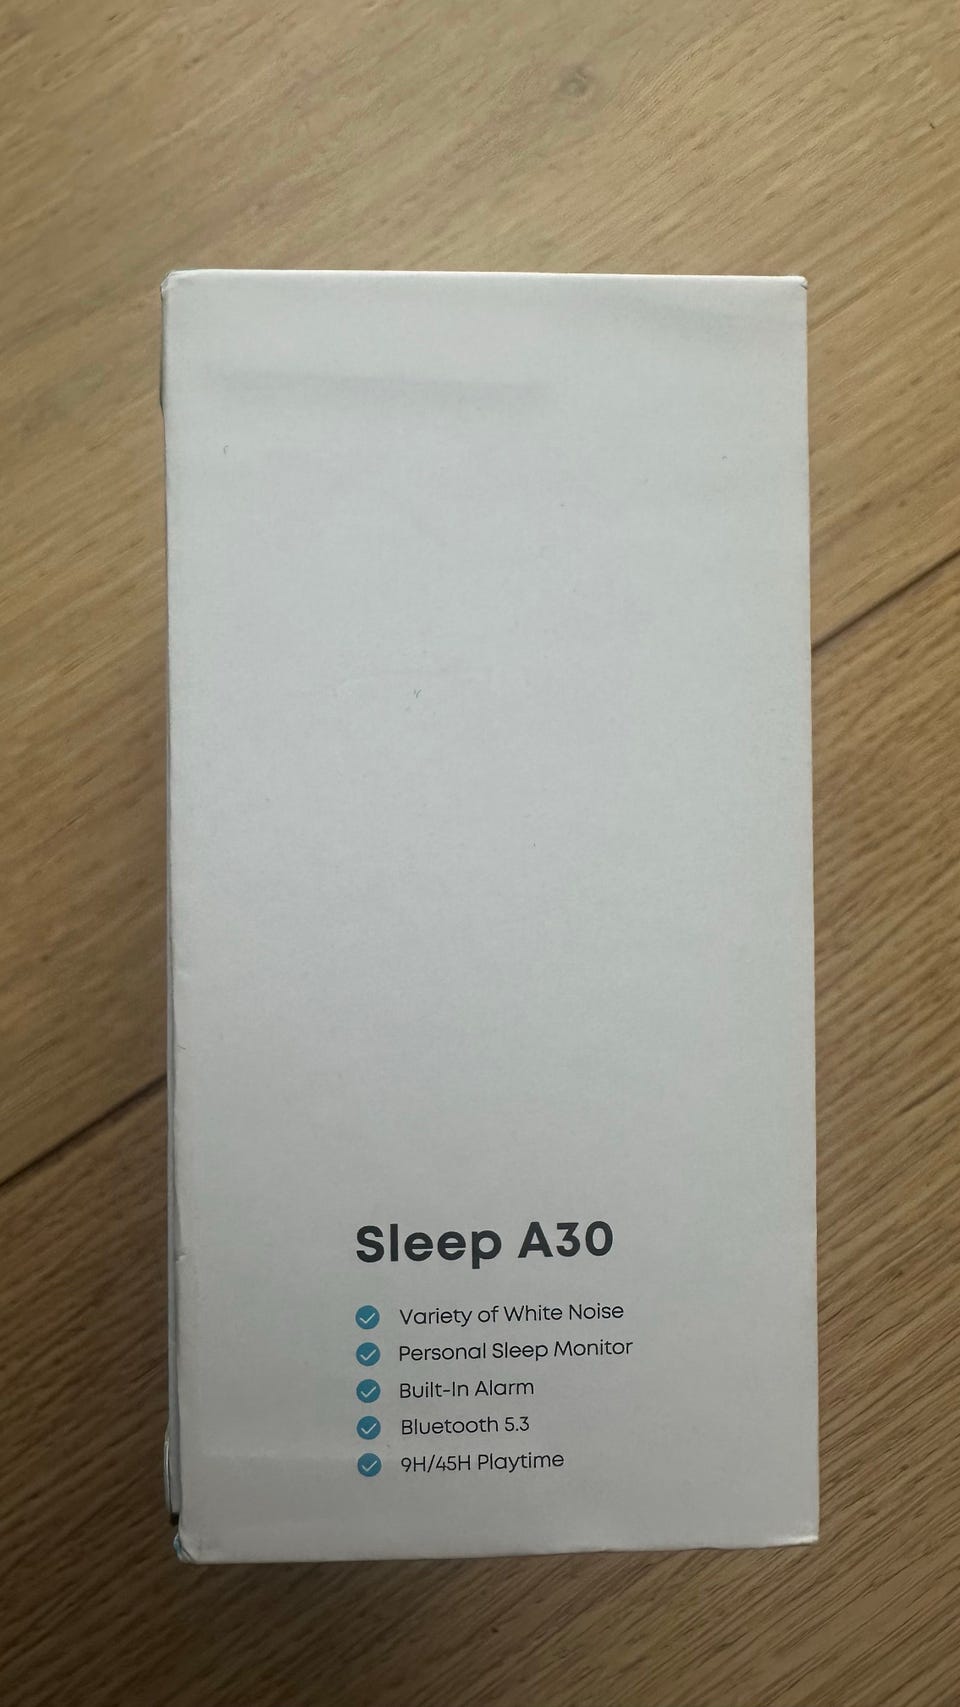 Sleep A30
Variety of White Noise
Personal Sleep Monitor
Built-In Alarm
Bluetooth 5.3
9H/45H Playtime